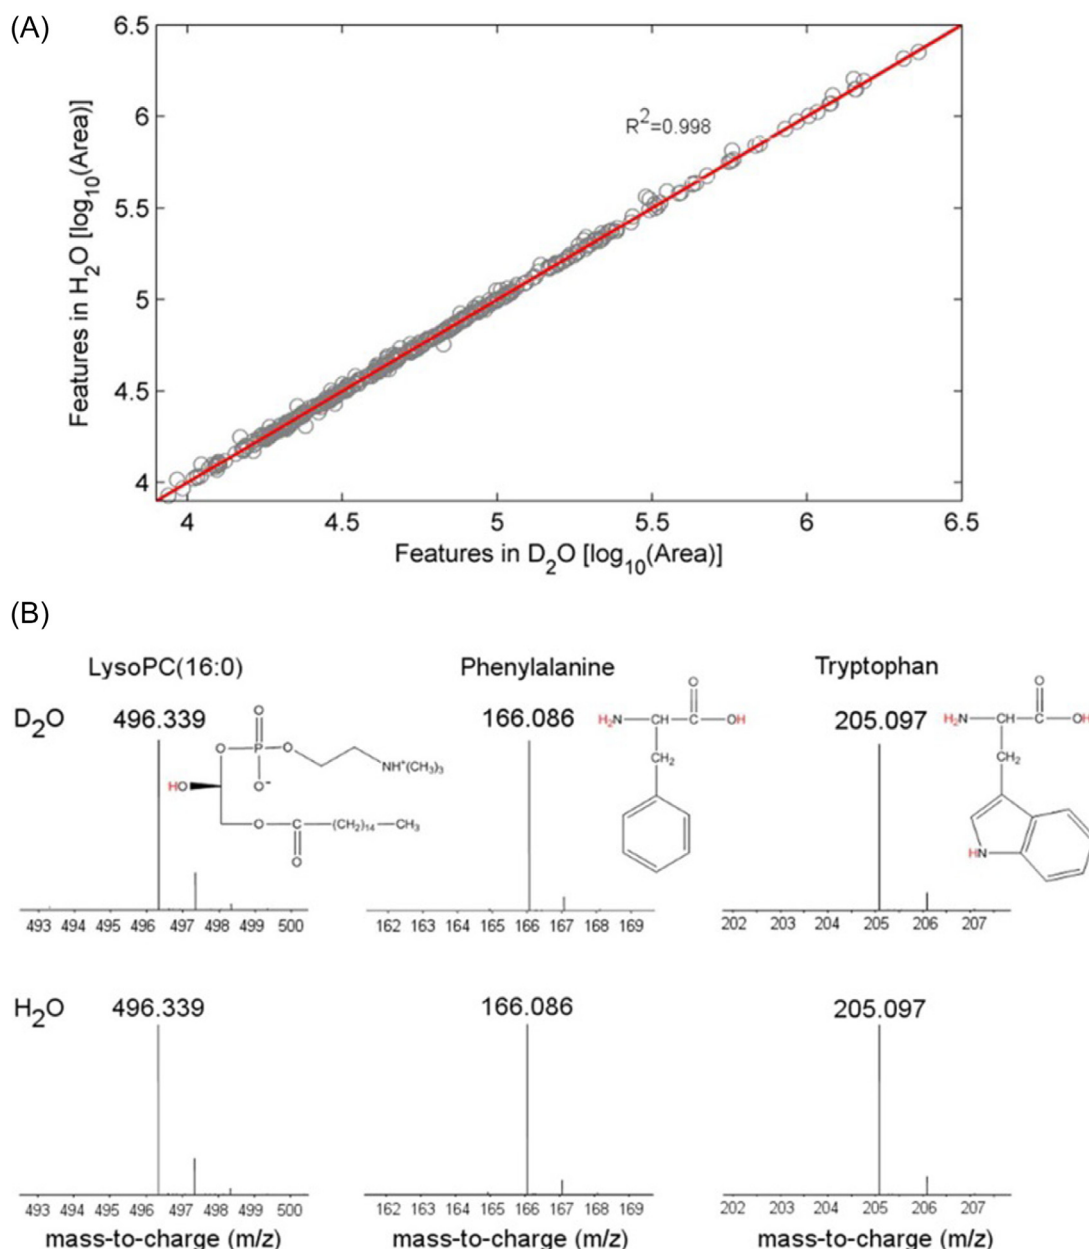 (A)
6.5
6
5.5
5
4.5
4
Features in H2O [log10(Area)]
R2=0.998
4 4.5 5 5.5 6 6.5
Features in D2O [log10(Area)]
(B)
LysoPC(16:0) Phenylalanine Tryptophan
D2O 496.339 166.086 205.097
O
O P O
NH+(CH3)3
HO O-
O C (CH2)14 CH3
O
O
H2N CH C OH
CH2
O
H2N CH C OH
CH2
HN
493 494 495 496 497 498 499 500
162 163 164 165 166 167 168 169
202 203 204 205 206 207
H2O 496.339 166.086 205.097
493 494 495 496 497 498 499 500
162 163 164 165 166 167 168 169
202 203 204 205 206 207
mass-to-charge (m/z) mass-to-charge (m/z) mass-to-charge (m/z)